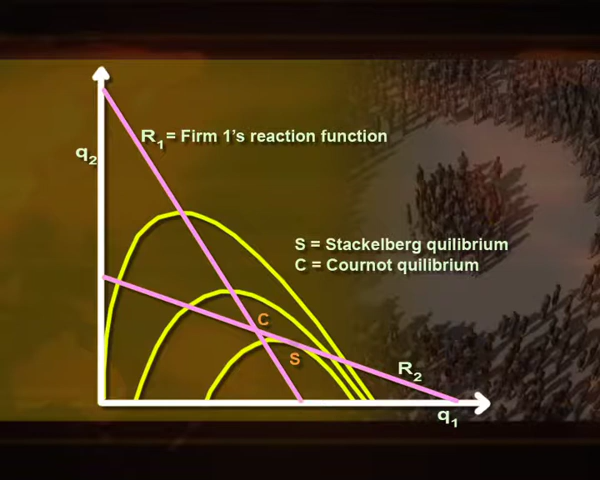 R1 = Firm 1's reaction function
q2
S = Stackelberg quilibrium
C = Cournot quilibrium
C
S
R2
q1